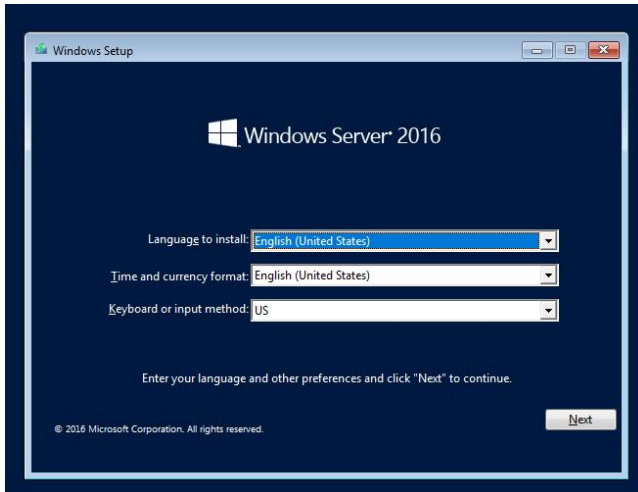 Windows Setup
Windows Server 2016
Language to install: English (United States)
Time and currency format: English (United States)
Keyboard or input method: US
Enter your language and other preferences and click "Next" to continue.
Next
© 2016 Microsoft Corporation. All rights reserved.